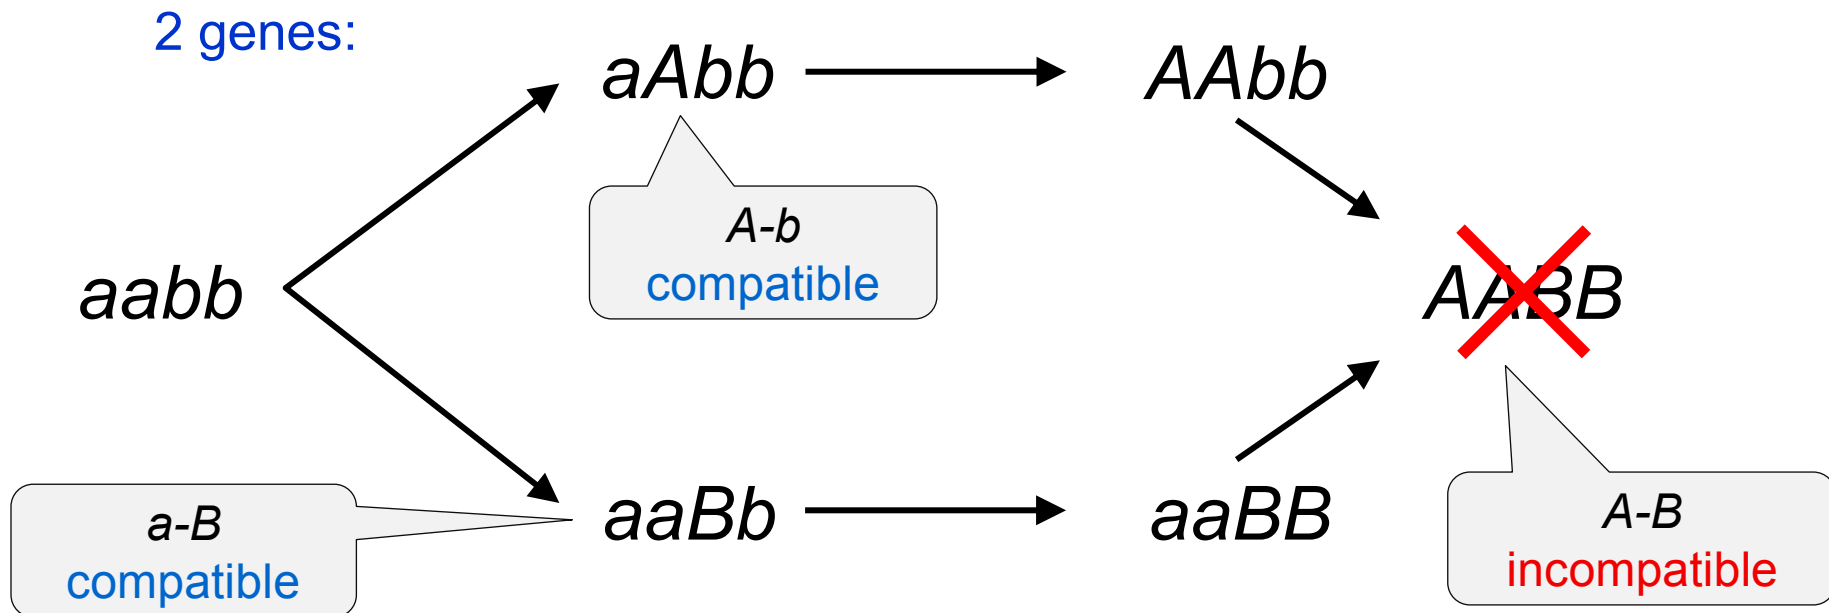 2 genes:
aAbb
AAbb
A-b
compatible
aabb
AABB
a-B
compatible
aaBb
aaBB
A-B
incompatible